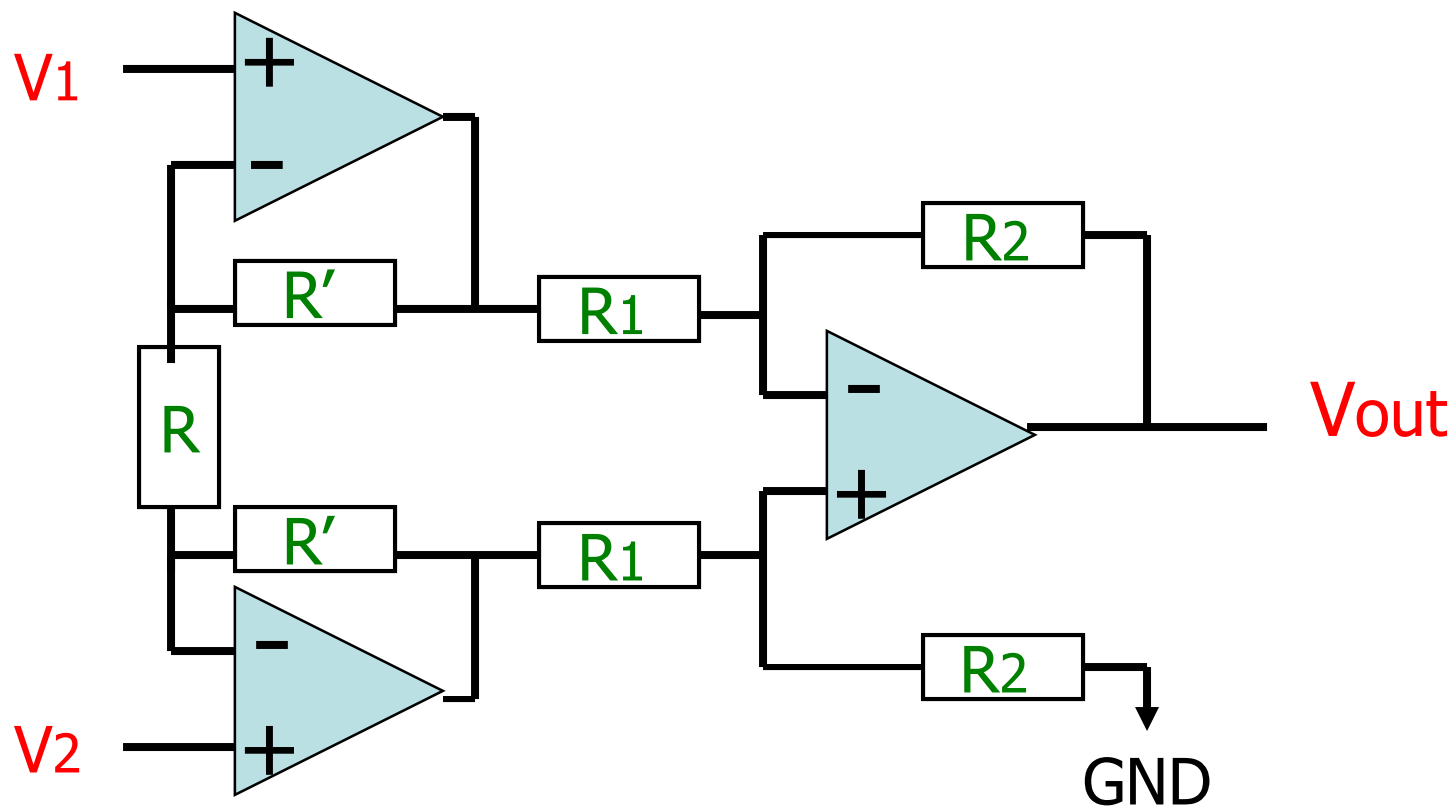 V1
+
-
R2
R'
R1
R
-
Vout
+
R'
R1
-
R2
V2
+
GND